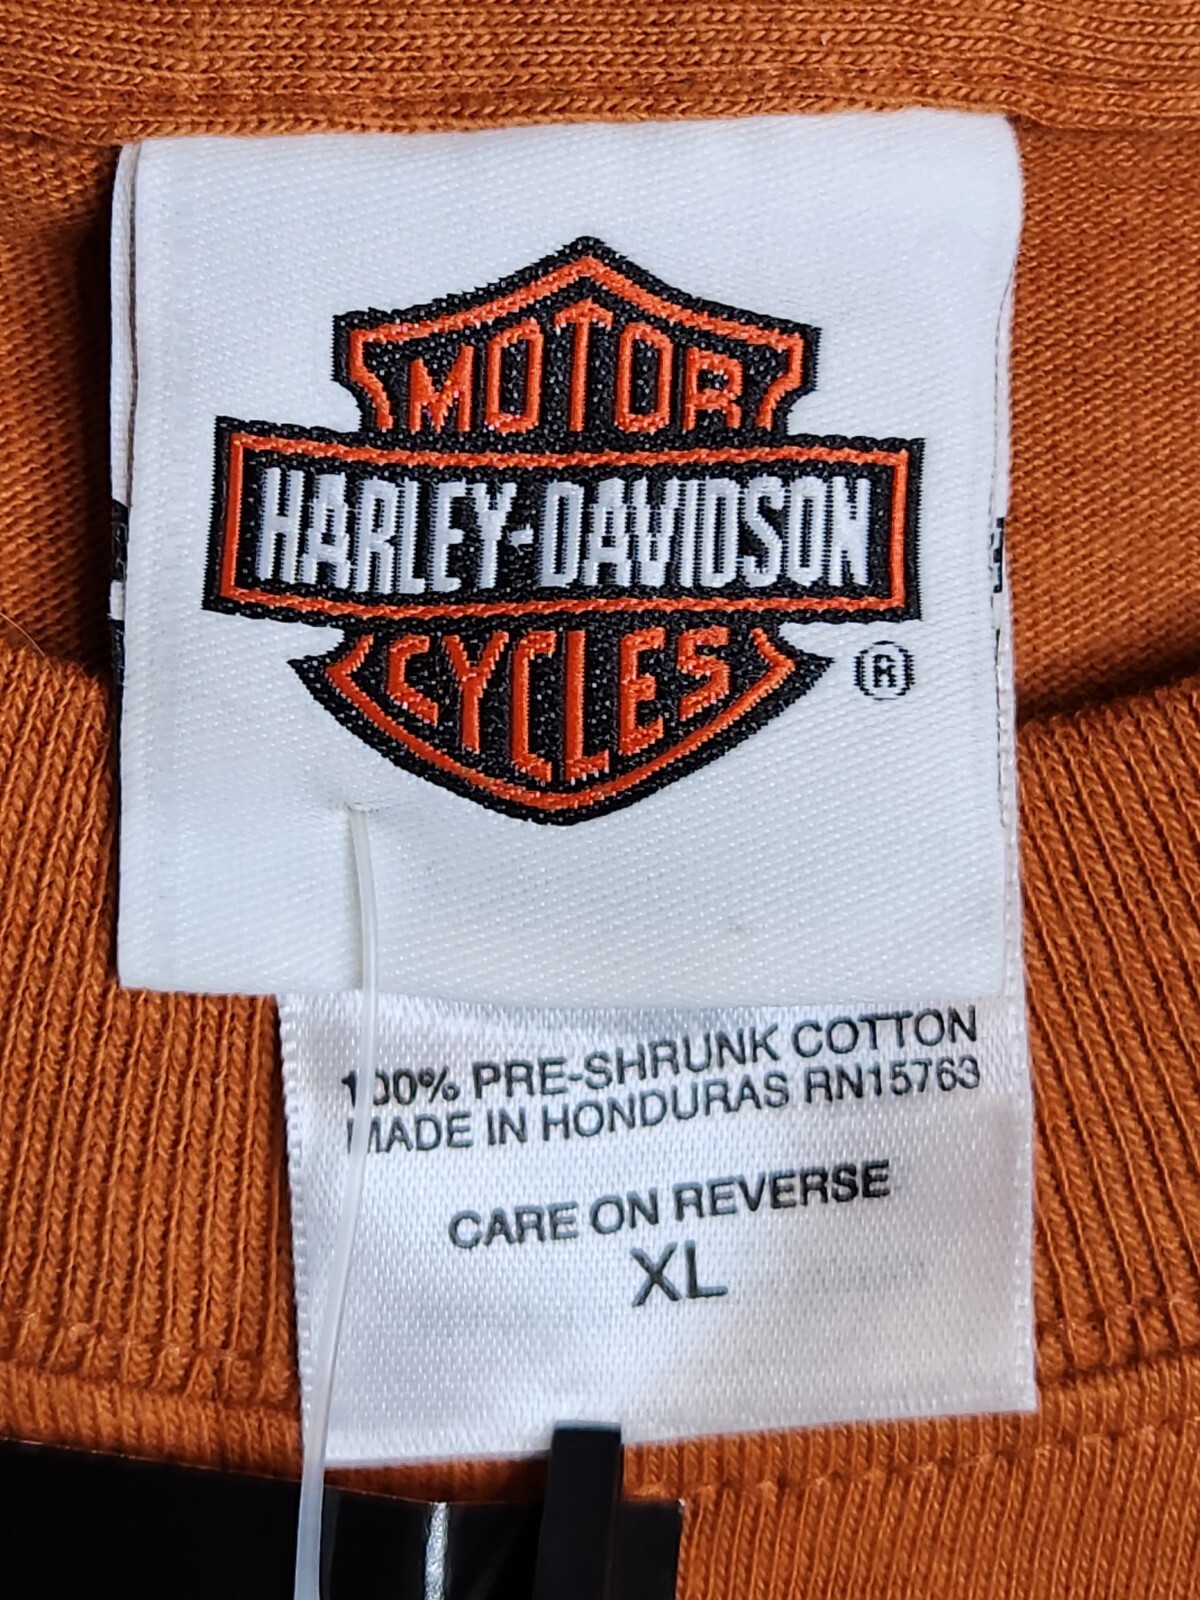 MOTOR
HARLEY-DAVIDSON
CYCLES
®
100% PRE-SHRUNK COTTON
MADE IN HONDURAS RN15763
CARE ON REVERSE
XL